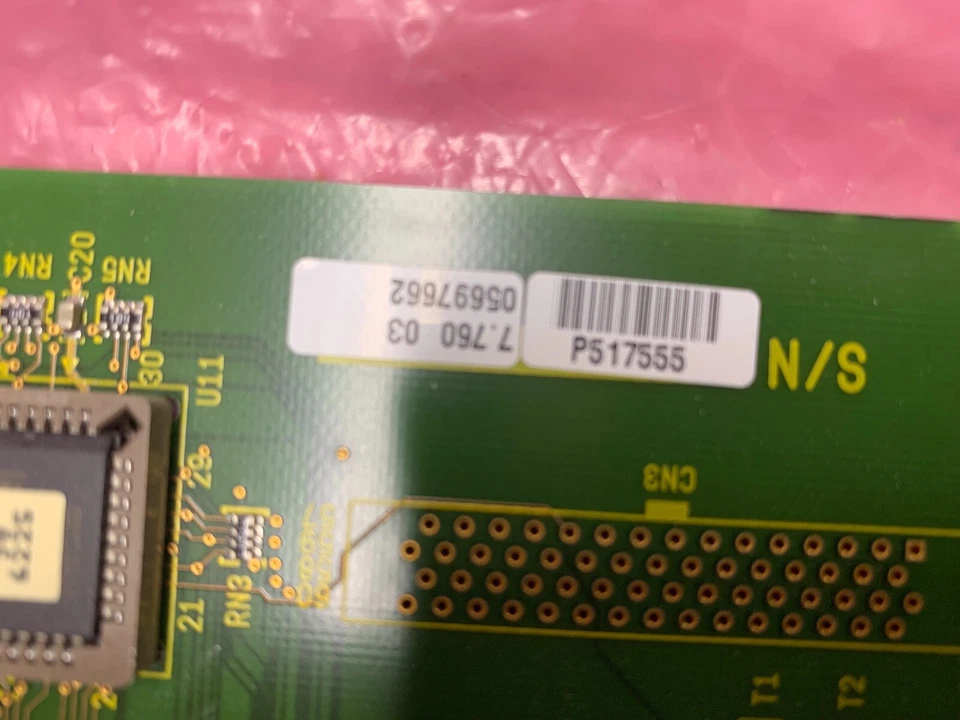 RN4
C20
RN5
05697662
7.760 03
P517555
S/N
30
U11
29
CN3
RN3
21
T1
T2